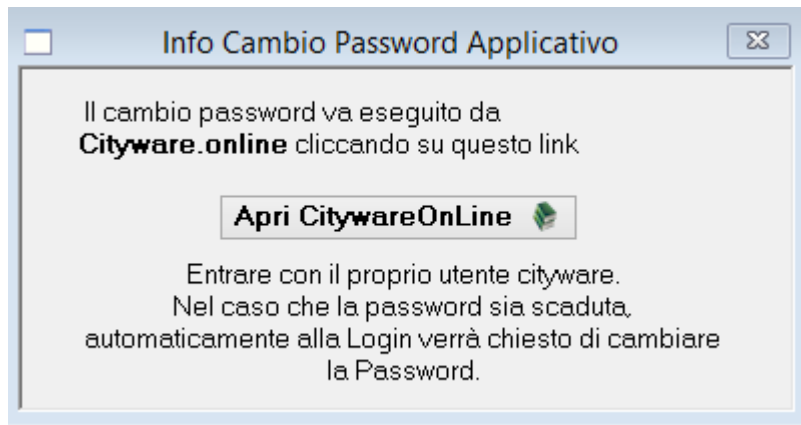 Info Cambio Password Applicativo
Il cambio password va eseguito da
Cityware.online cliccando su questo link
Apri CitywareOnLine
Entrare con il proprio utente cityware.
Nel caso che la password sia scaduta,
automaticamente alla Login verrà chiesto di cambiare
la Password.